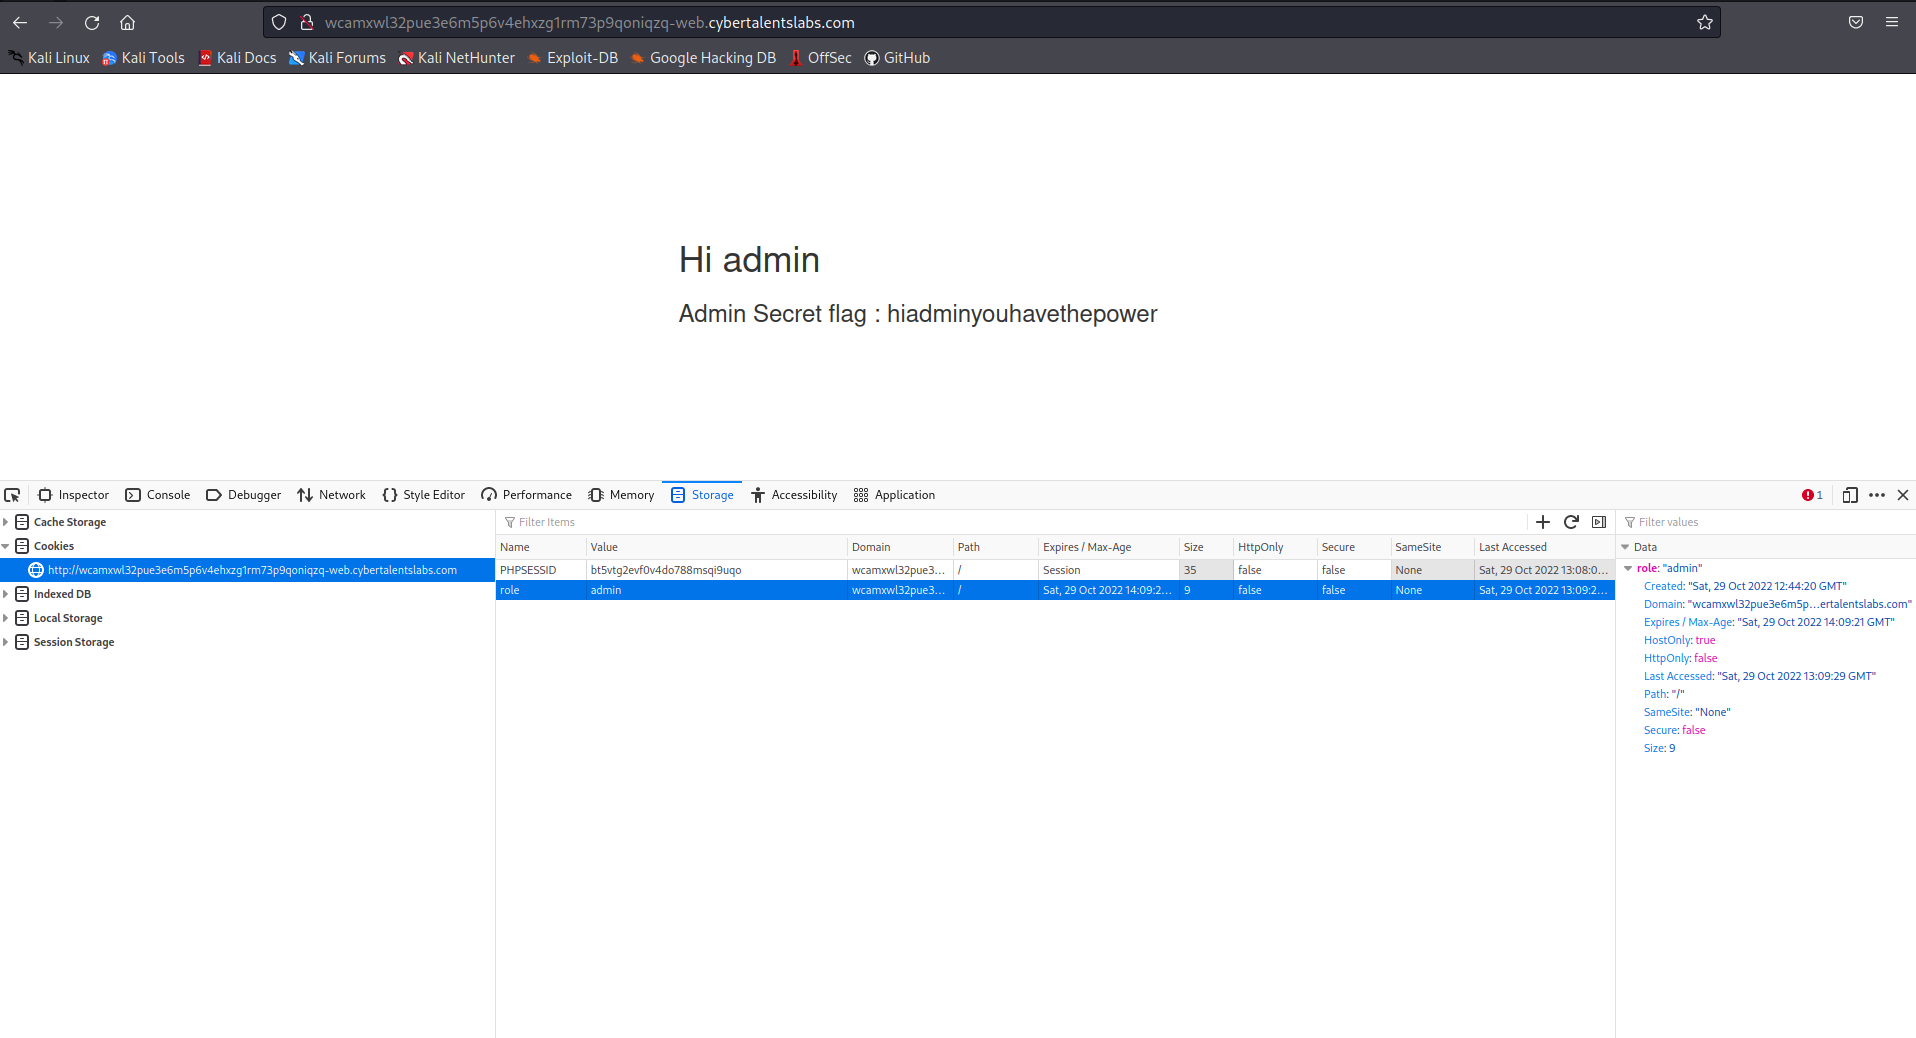 wcamxwl32pue3e6m5p6v4ehxzg1rm73p9qoniqzq-web.cybertalentslabs.com
Kali Linux Kali Tools Kali Docs Kali Forums Kali NetHunter Exploit-DB Google Hacking DB OffSec GitHub
Hi admin
Admin Secret flag : hiadminyouhavethepower
Inspector Console Debugger Network Style Editor Performance Memory Storage Accessibility Application 1
Cache Storage
Cookies
http://wcamxwl32pue3e6m5p6v4ehxzg1rm73p9qoniqzq-web.cybertalentslabs.com
Indexed DB
Local Storage
Session Storage
Filter Items
Name Value Domain Path Expires / Max-Age Size HttpOnly Secure SameSite Last Accessed
PHPSESSID bt5vtg2evf0v4do788msqi9uqo wcamxwl32pue3... / Session 35 false false None Sat, 29 Oct 2022 13:08:0...
role admin wcamxwl32pue3... / Sat, 29 Oct 2022 14:09:2... 9 false false None Sat, 29 Oct 2022 13:09:2...
Filter values
Data
role: "admin"
Created: "Sat, 29 Oct 2022 12:44:20 GMT"
Domain: "wcamxwl32pue3e6m5p...ertalentslabs.com"
Expires / Max-Age: "Sat, 29 Oct 2022 14:09:21 GMT"
HostOnly: true
HttpOnly: false
Last Accessed: "Sat, 29 Oct 2022 13:09:29 GMT"
Path: "/"
SameSite: "None"
Secure: false
Size: 9